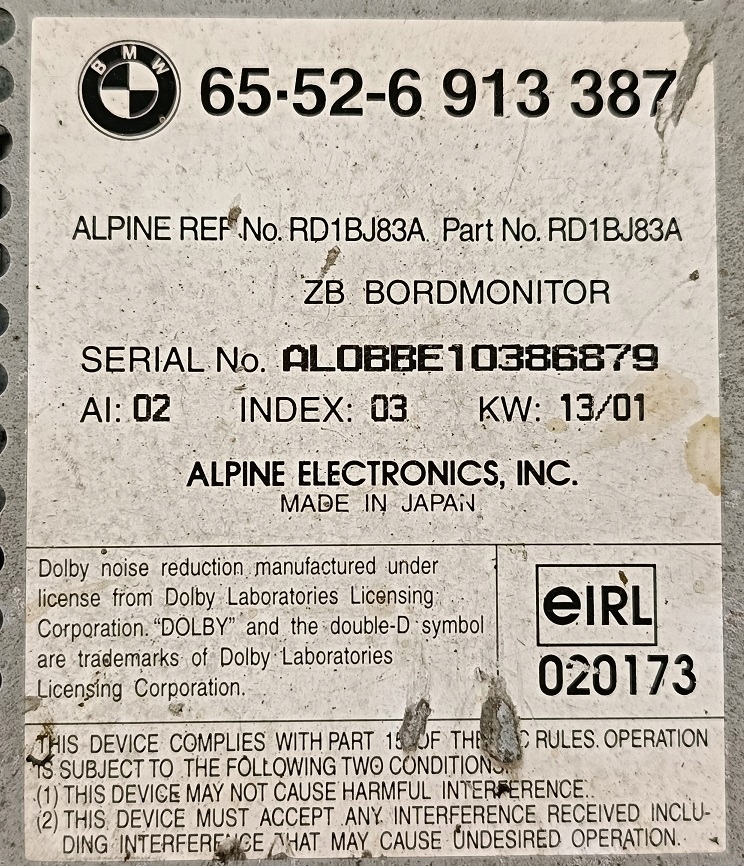 BMW 65·52-6 913 387
ALPINE REF No. RD1BJ83A Part No. RD1BJ83A
ZB BORDMONITOR
SERIAL No. AL0BBE10386879
AI: 02 INDEX: 03 KW: 13/01
ALPINE ELECTRONICS, INC.
MADE IN JAPAN
Dolby noise reduction manufactured under
license from Dolby Laboratories Licensing
Corporation. "DOLBY" and the double-D symbol
are trademarks of Dolby Laboratories
Licensing Corporation.
eIRL
020173
THIS DEVICE COMPLIES WITH PART 15 OF THE RULES. OPERATION
IS SUBJECT TO THE FOLLOWING TWO CONDITIONS.
(1) THIS DEVICE MAY NOT CAUSE HARMFUL INTERFERENCE.
(2) THIS DEVICE MUST ACCEPT ANY INTERFERENCE RECEIVED INCLU-
DING INTERFERENCE THAT MAY CAUSE UNDESIRED OPERATION.